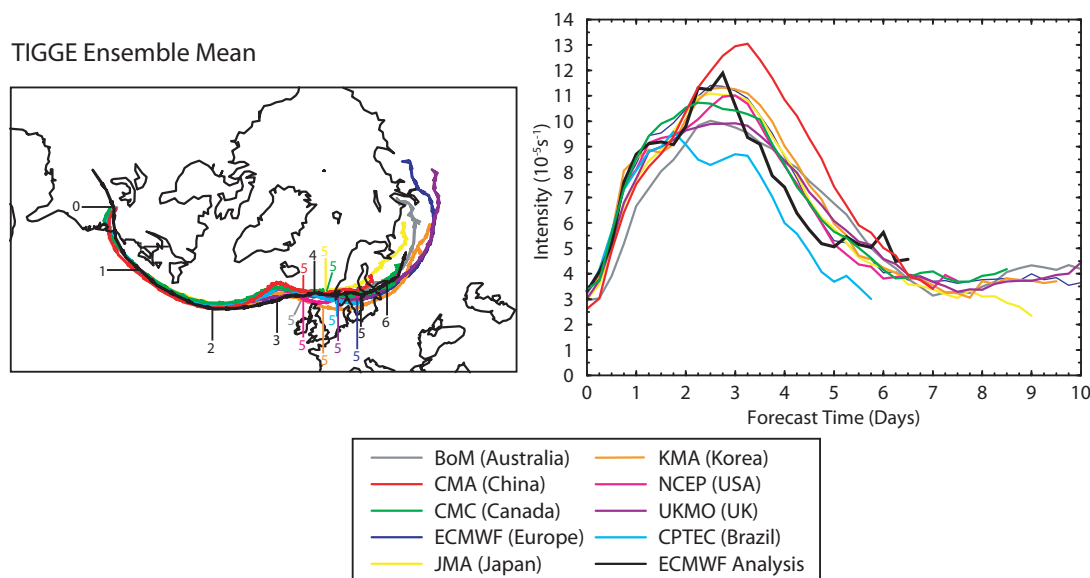 TIGGE Ensemble Mean
0
1
2
3
4
5
6
5
5
5
5
5
5
5
5
5
Intensity (10⁻⁵s⁻¹)
14
13
12
11
10
9
8
7
6
5
4
3
2
1
0
0 1 2 3 4 5 6 7 8 9 10
Forecast Time (Days)
BoM (Australia)
CMA (China)
CMC (Canada)
ECMWF (Europe)
JMA (Japan)
KMA (Korea)
NCEP (USA)
UKMO (UK)
CPTEC (Brazil)
ECMWF Analysis